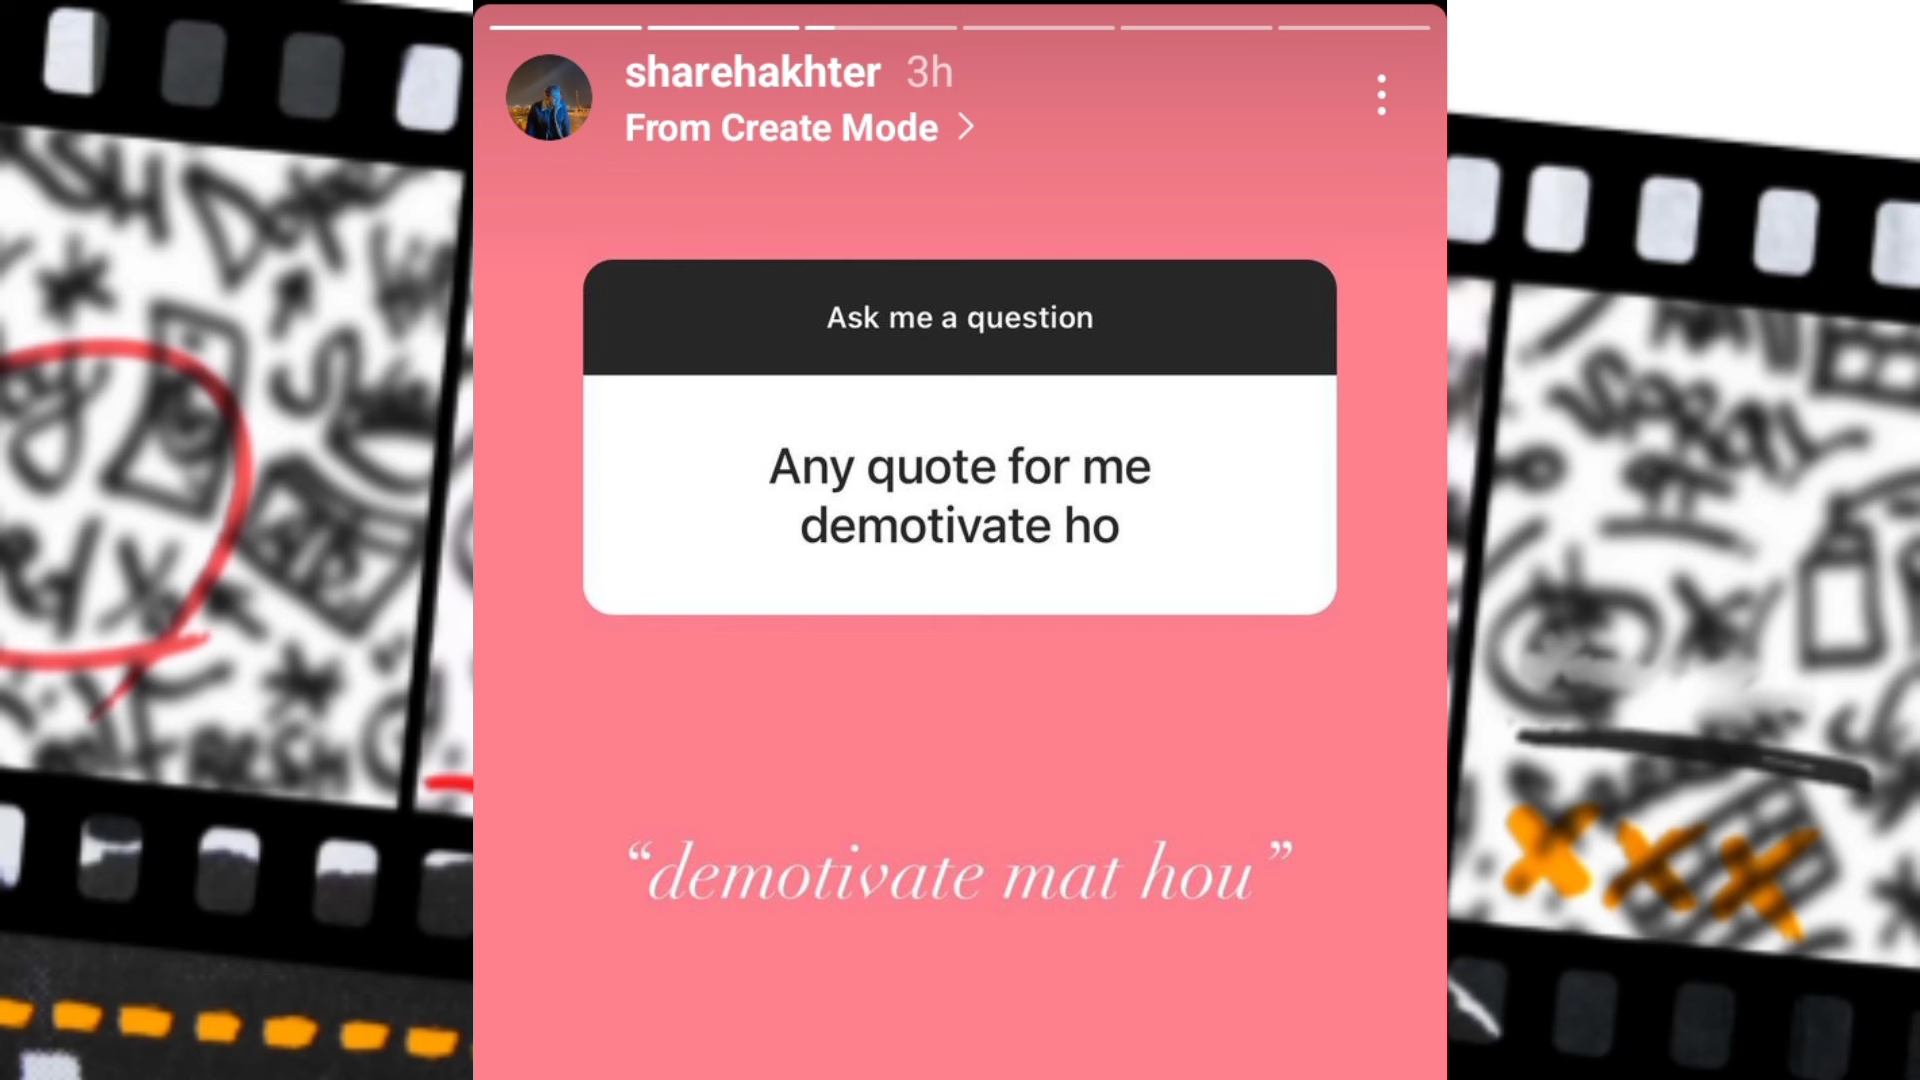 sharehakhter 3h
From Create Mode
Ask me a question
Any quote for me
demotivate ho
“demotivate mat hou”